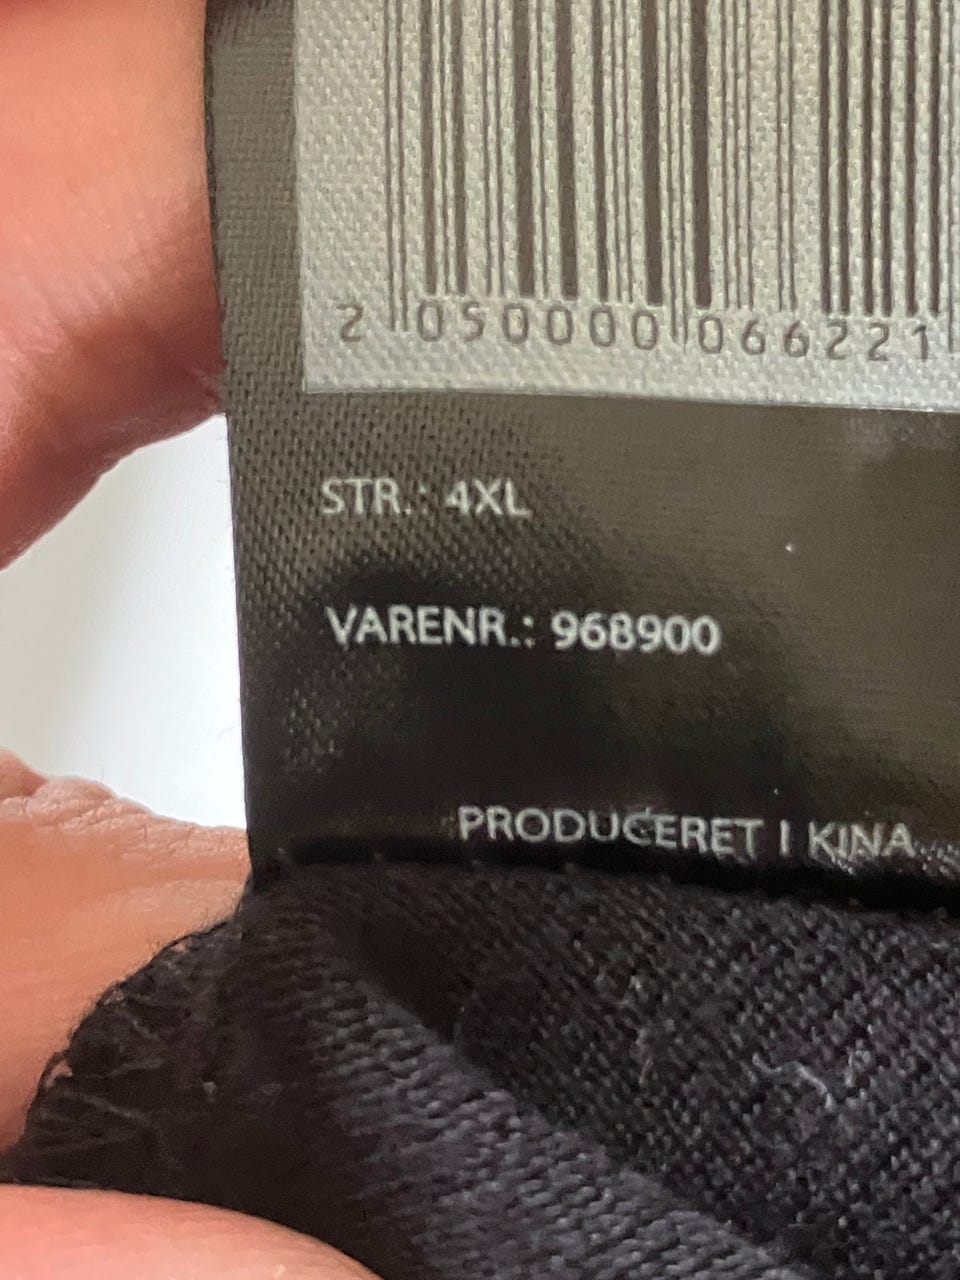 2 050000 066221
STR.: 4XL
VARENR.: 968900
PRODUCERET I KINA